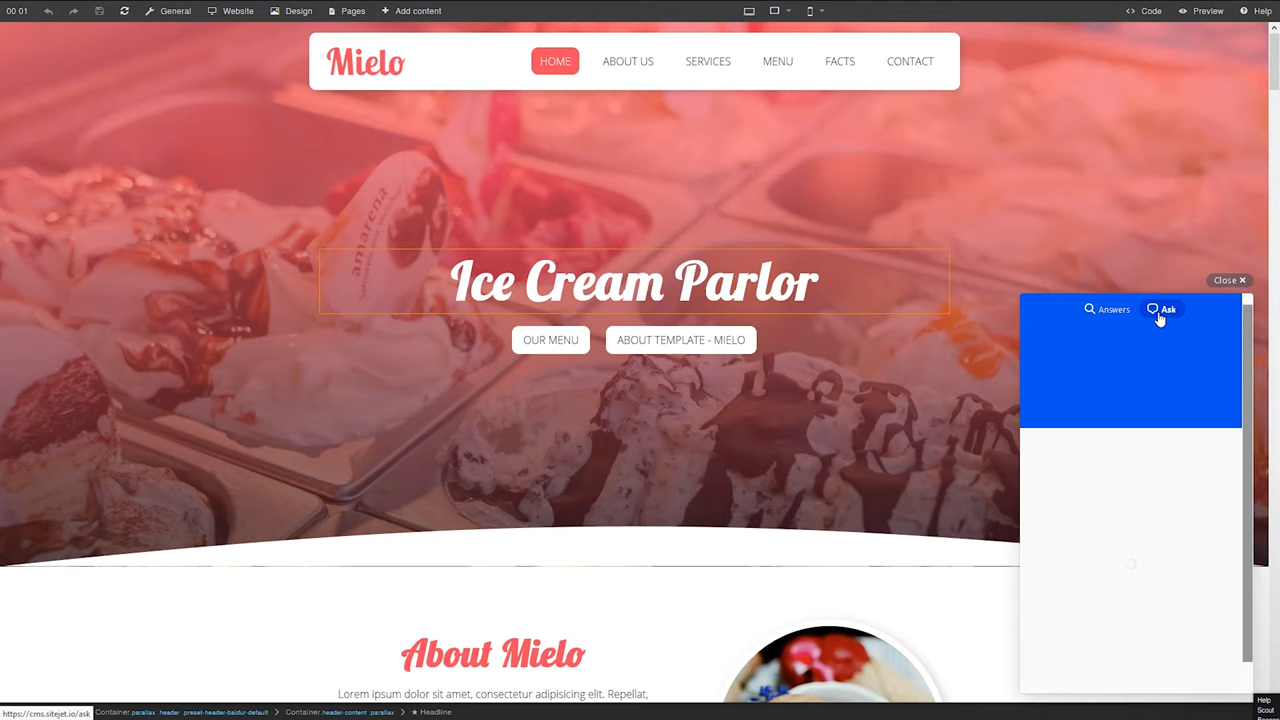 00 01 General Website Design Pages Add content Code Preview Help
Mielo HOME ABOUT US SERVICES MENU FACTS CONTACT
amarena
Ice Cream Parlor
OUR MENU ABOUT TEMPLATE - MIELO
Close ✕
Answers Ask
About Mielo
Lorem ipsum dolor sit amet, consectetur adipisicing elit. Repellat,
https://cms.sitejet.io/ask Container.parallax .header .preset-header-baldur-default > Container.header-content .parallax > ★ Headline
Help
Scout